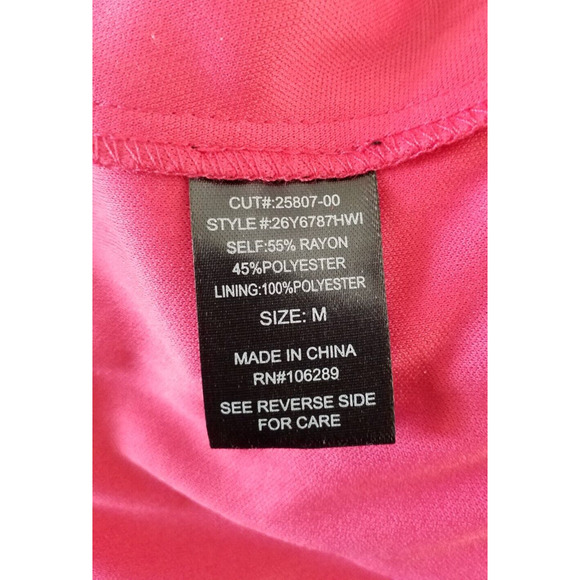 CUT#:25807-00
STYLE #:26Y6787HWI
SELF:55% RAYON
45%POLYESTER
LINING:100%POLYESTER
SIZE: M
MADE IN CHINA
RN#106289
SEE REVERSE SIDE
FOR CARE